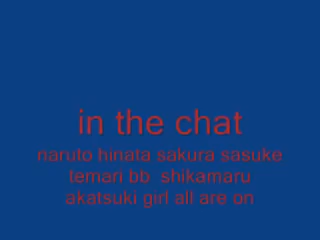 in the chat
naruto hinata sakura sasuke
temari bb shikamaru
akatsuki girl all are on